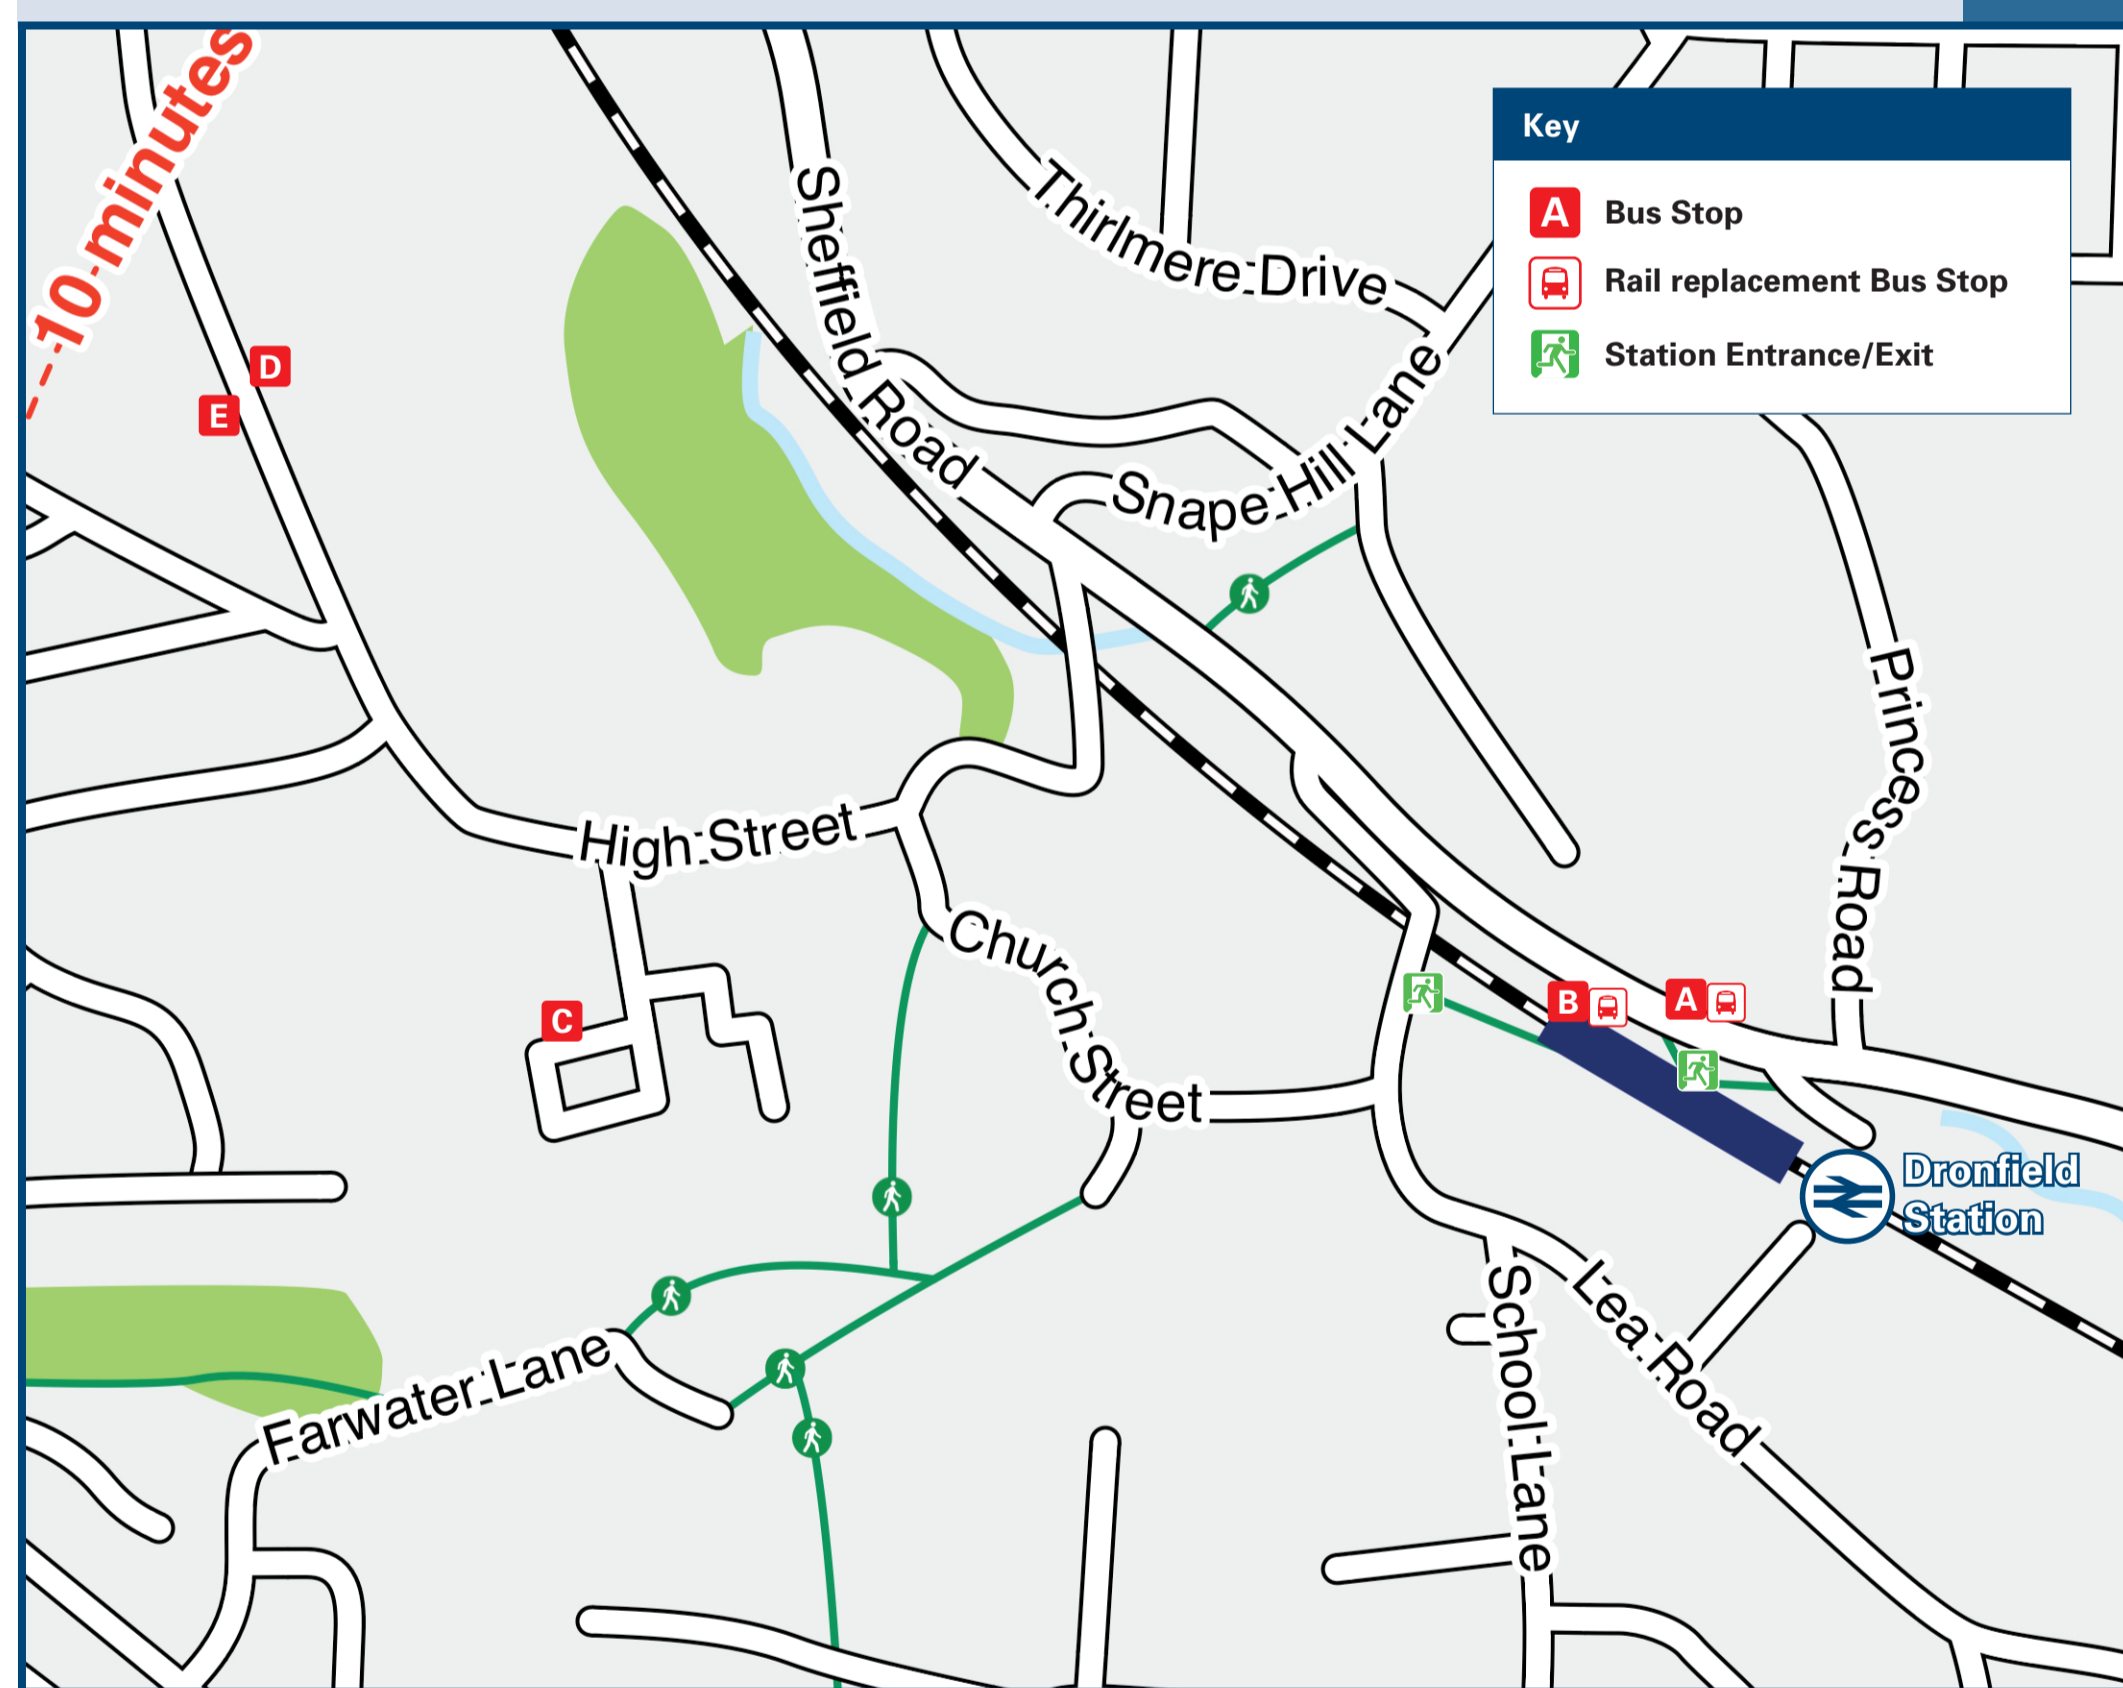 10 minutes
Key
A Bus Stop
Rail replacement Bus Stop
Station Entrance/Exit
Sheffield Road
Thirlmere Drive
Snape Hill Lane
D
E
Princess Road
High Street
Church Street
C
B
A
Dronfield
Station
Farwater Lane
School Lane
Lea Road